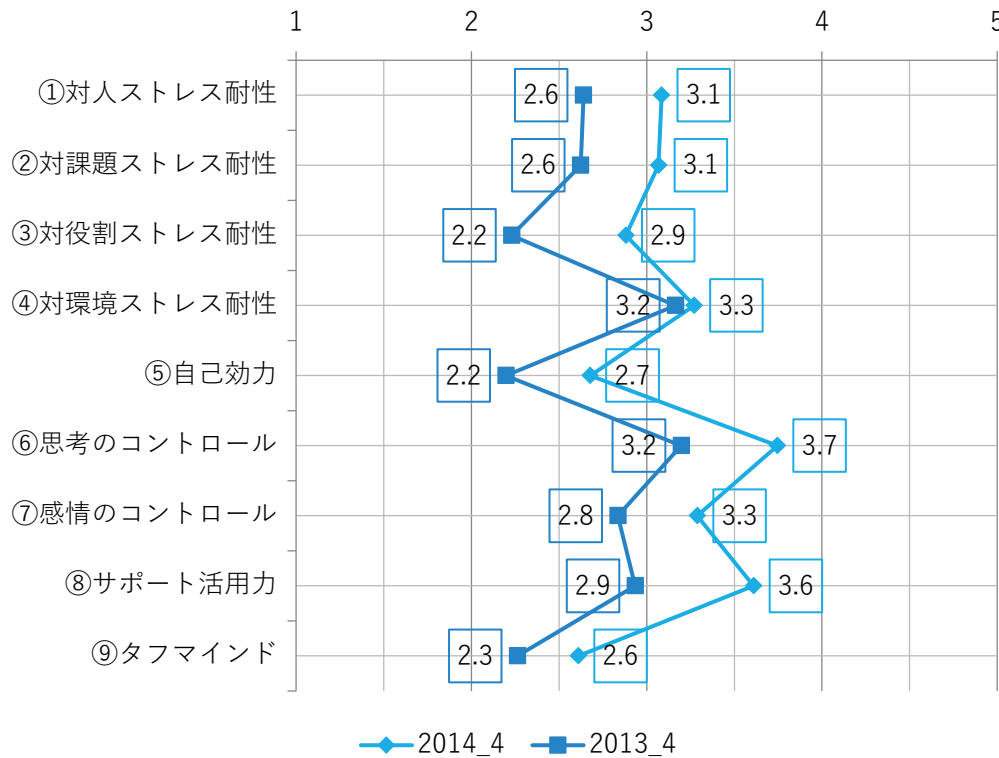 1 2 3 4 5
①対人ストレス耐性 2.6 3.1
②対課題ストレス耐性 2.6 3.1
③対役割ストレス耐性 2.2 2.9
④対環境ストレス耐性 3.2 3.3
⑤自己効力 2.2 2.7
⑥思考のコントロール 3.2 3.7
⑦感情のコントロール 2.8 3.3
⑧サポート活用力 2.9 3.6
⑨タフマインド 2.3 2.6
2014_4 2013_4